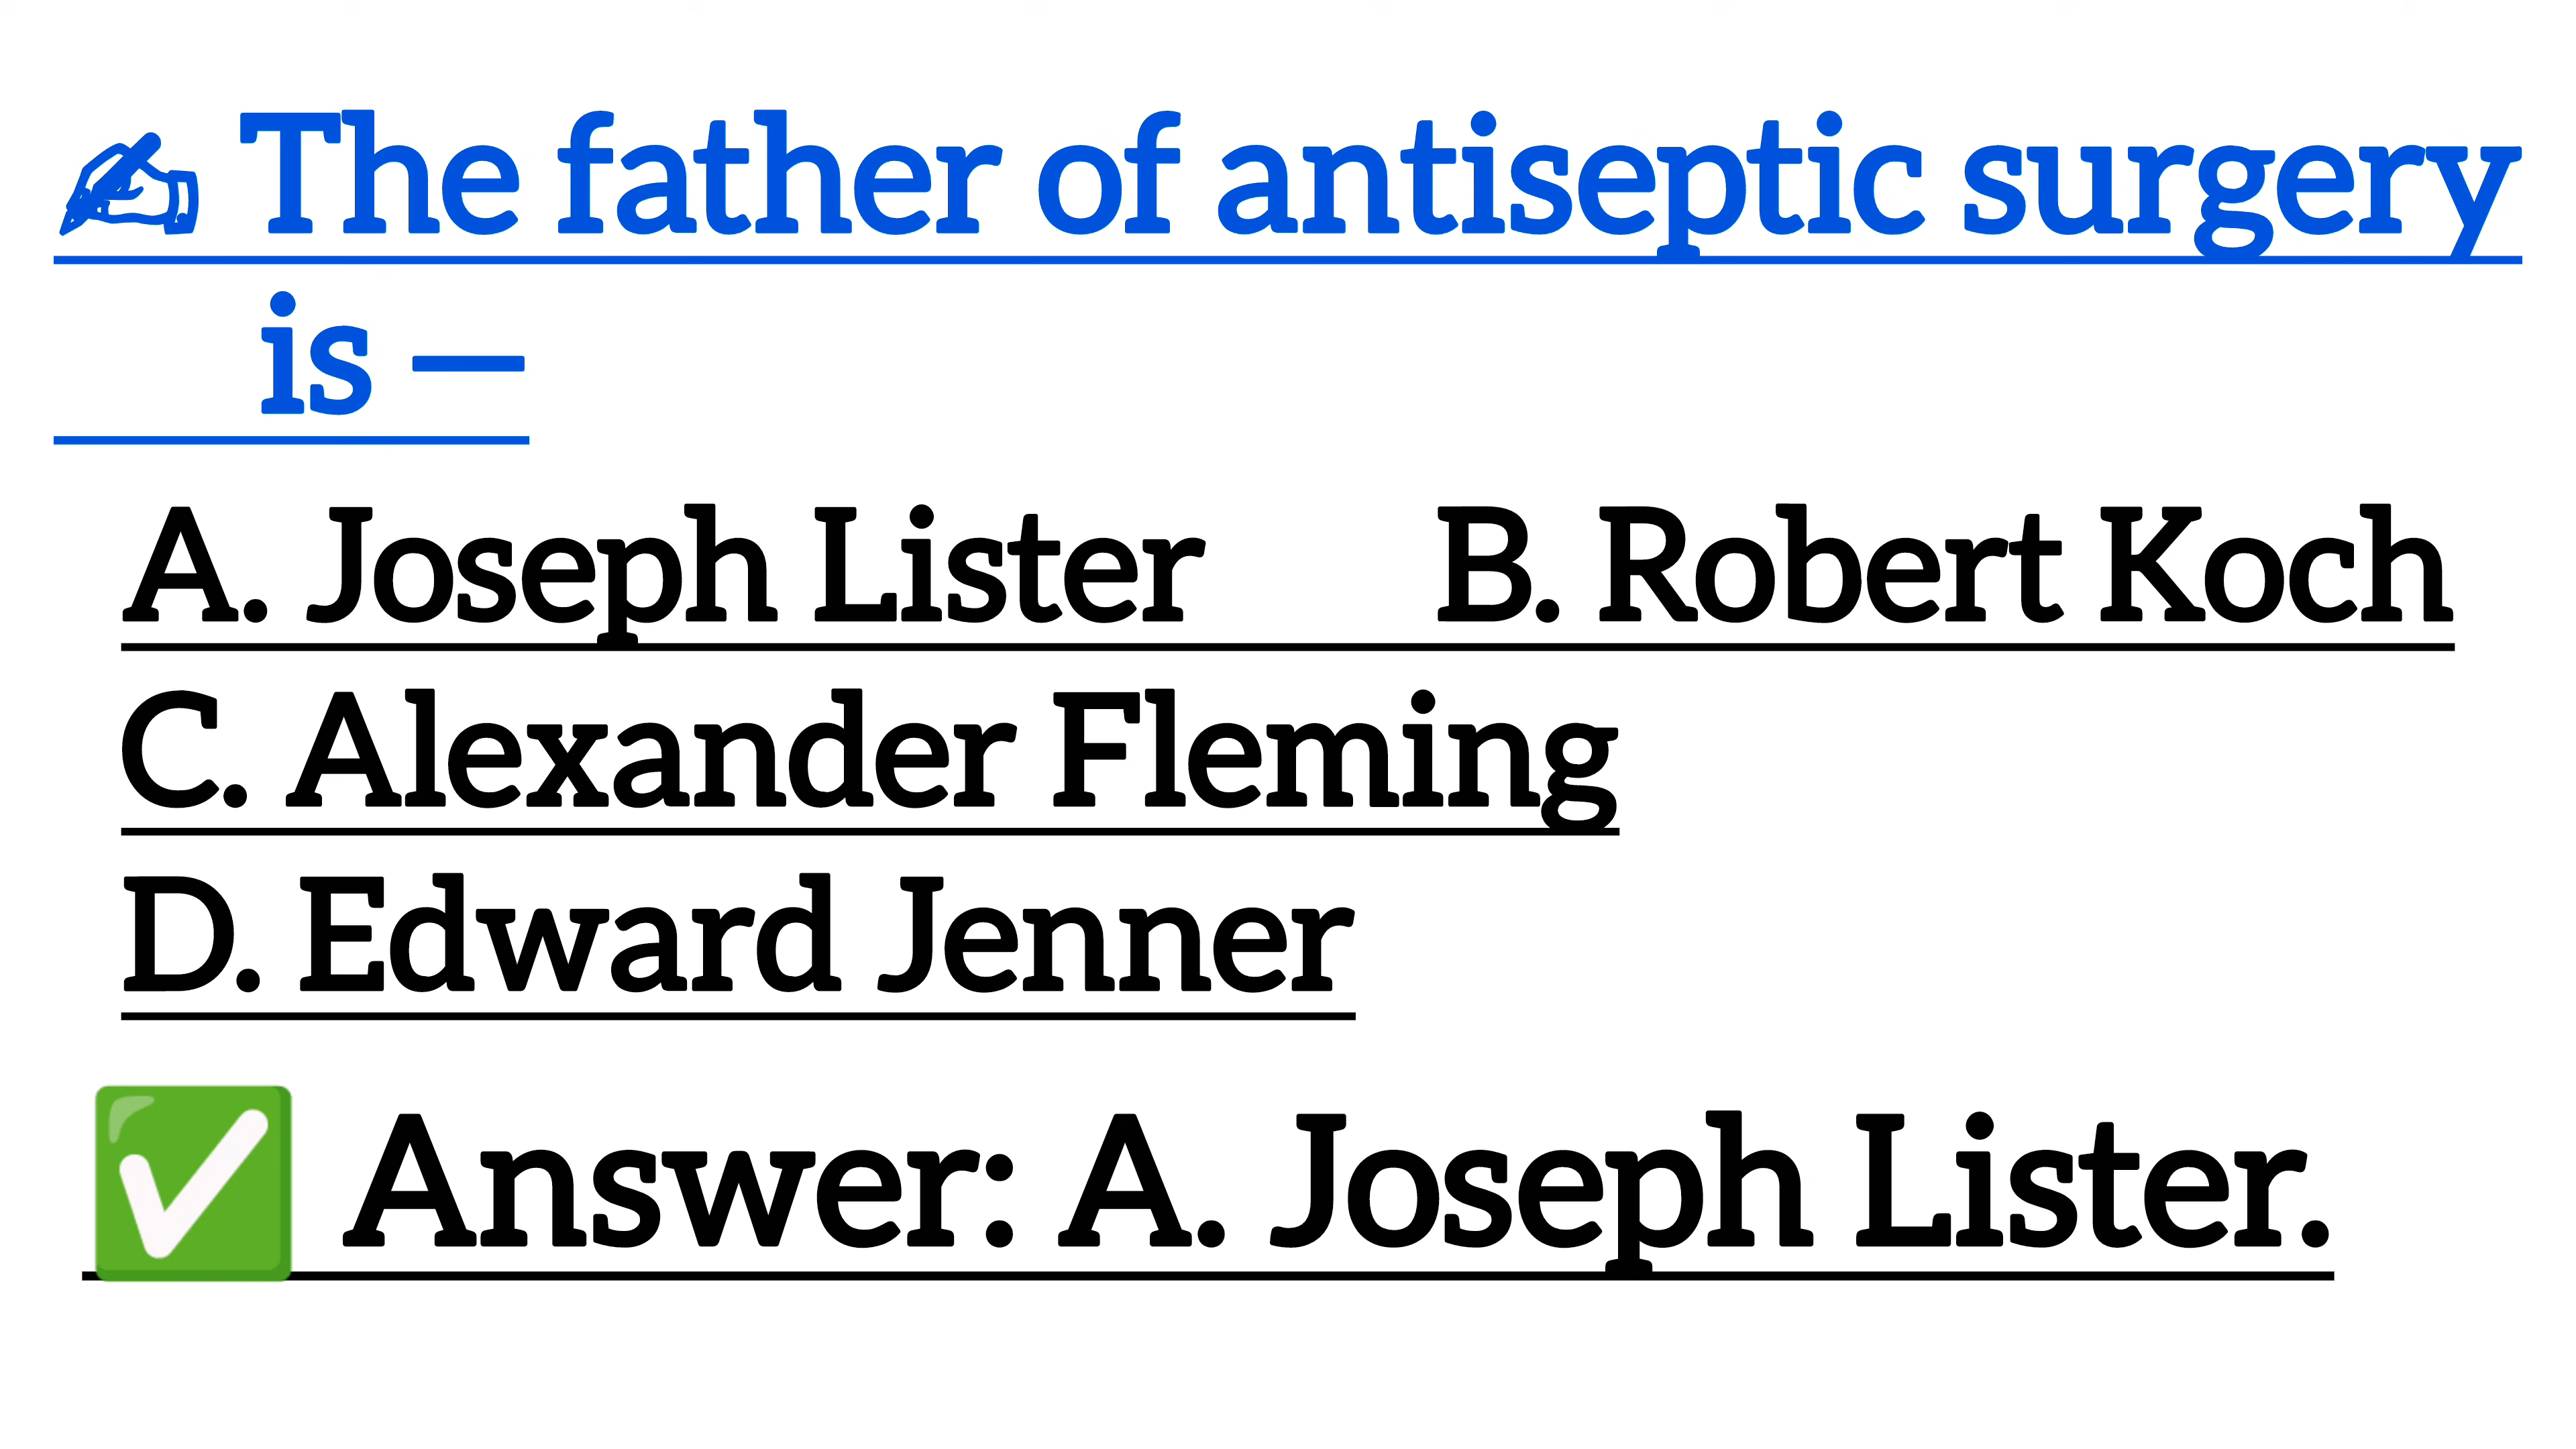 ✍ The father of antiseptic surgery
is —
A. Joseph Lister B. Robert Koch
C. Alexander Fleming
D. Edward Jenner
✅ Answer: A. Joseph Lister.